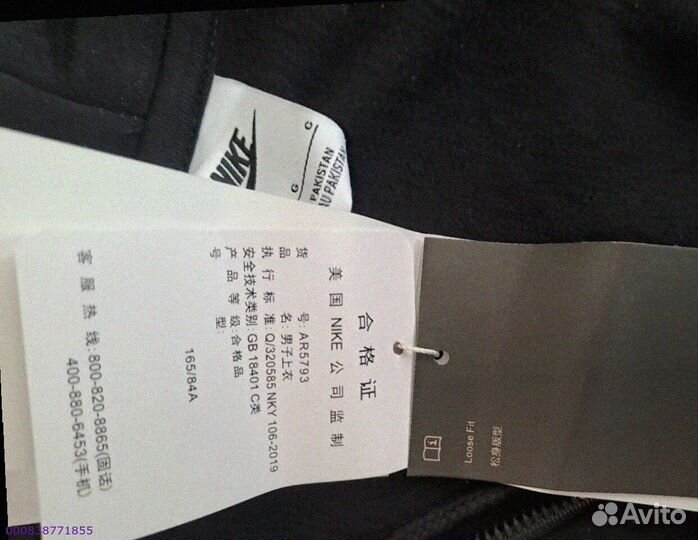 NIKE
G
G
PAKISTAN
AU PAKISTAN
合格证
美国 NIKE 公司监制
货号:AR5793
品名:男子上衣
执行标准:Q/320585 NKY 106-2019
安全技术类别:GB 18401 C类
产品等级:合格品
号型:
165/84A
客服热线:800-820-8865(固话)
400-880-6453(手机)
Loose Fit
松身版型
000838771855
Avito